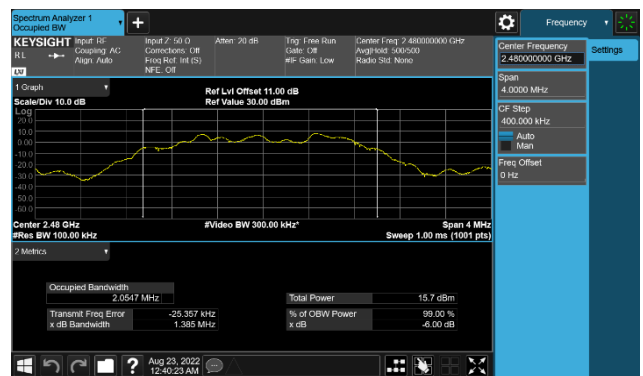 Spectrum Analyzer 1
Occupied BW
Frequency
KEYSIGHT
Input: RF
Coupling: AC
Align: Auto
Input Z: 50 Ω
Corrections: Off
Freq Ref: Int (S)
NFE: Off
Atten: 20 dB
Trig: Free Run
Gate: Off
#IF Gain: Low
Center Freq: 2.480000000 GHz
Avg|Hold: 500/500
Radio Std: None
R L
LXI
Center Frequency
2.480000000 GHz
Settings
Span
4.0000 MHz
CF Step
400.000 kHz
Auto
Man
Freq Offset
0 Hz
1 Graph
Scale/Div 10.0 dB
Ref Lvl Offset 11.00 dB
Ref Value 30.00 dBm
Log
20.0
10.0
0.00
-10.0
-20.0
-30.0
-40.0
-50.0
-60.0
Center 2.48 GHz
#Video BW 300.00 kHz*
Span 4 MHz
#Res BW 100.00 kHz
Sweep 1.00 ms (1001 pts)
2 Metrics
Occupied Bandwidth
2.0547 MHz
Total Power
15.7 dBm
Transmit Freq Error
-25.357 kHz
% of OBW Power
99.00 %
x dB Bandwidth
1.385 MHz
x dB
-6.00 dB
Aug 23, 2022
12:40:23 AM